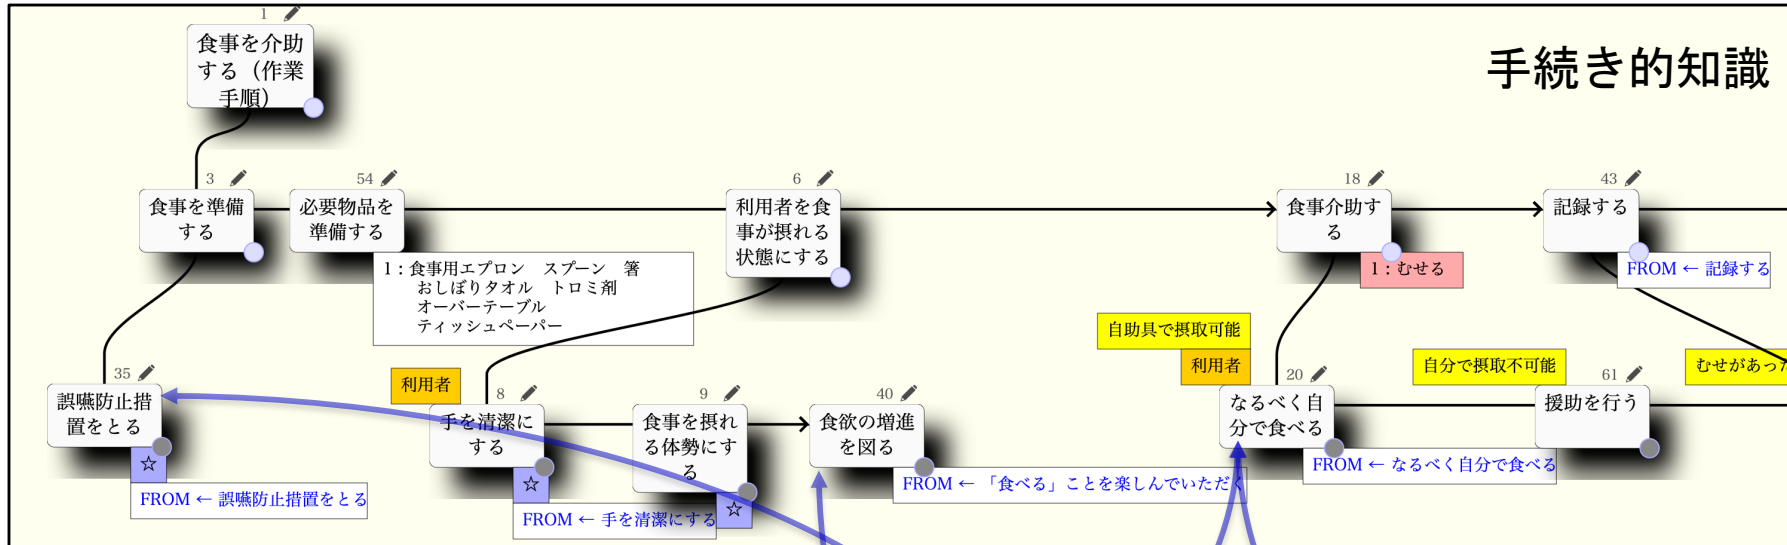 手続き的知識
1
食事を介助
する（作業
手順）
3
食事を準備
する
54
必要物品を
準備する
1：食事用エプロン　スプーン　箸
おしぼりタオル　トロミ剤
オーバーテーブル
ティッシュペーパー
6
利用者を食
事が摂れる
状態にする
18
食事介助す
る
1：むせる
43
記録する
FROM ← 記録する
35
誤嚥防止措
置をとる
☆
FROM ← 誤嚥防止措置をとる
利用者
8
手を清潔に
する
☆
FROM ← 手を清潔にする
9
食事を摂れ
る体勢にす
る
☆
40
食欲の増進
を図る
FROM ← 「食べる」ことを楽しんでいただく
自助具で摂取可能
利用者
20
なるべく自
分で食べる
FROM ← なるべく自分で食べる
自分で摂取不可能
61
援助を行う
むせがあった